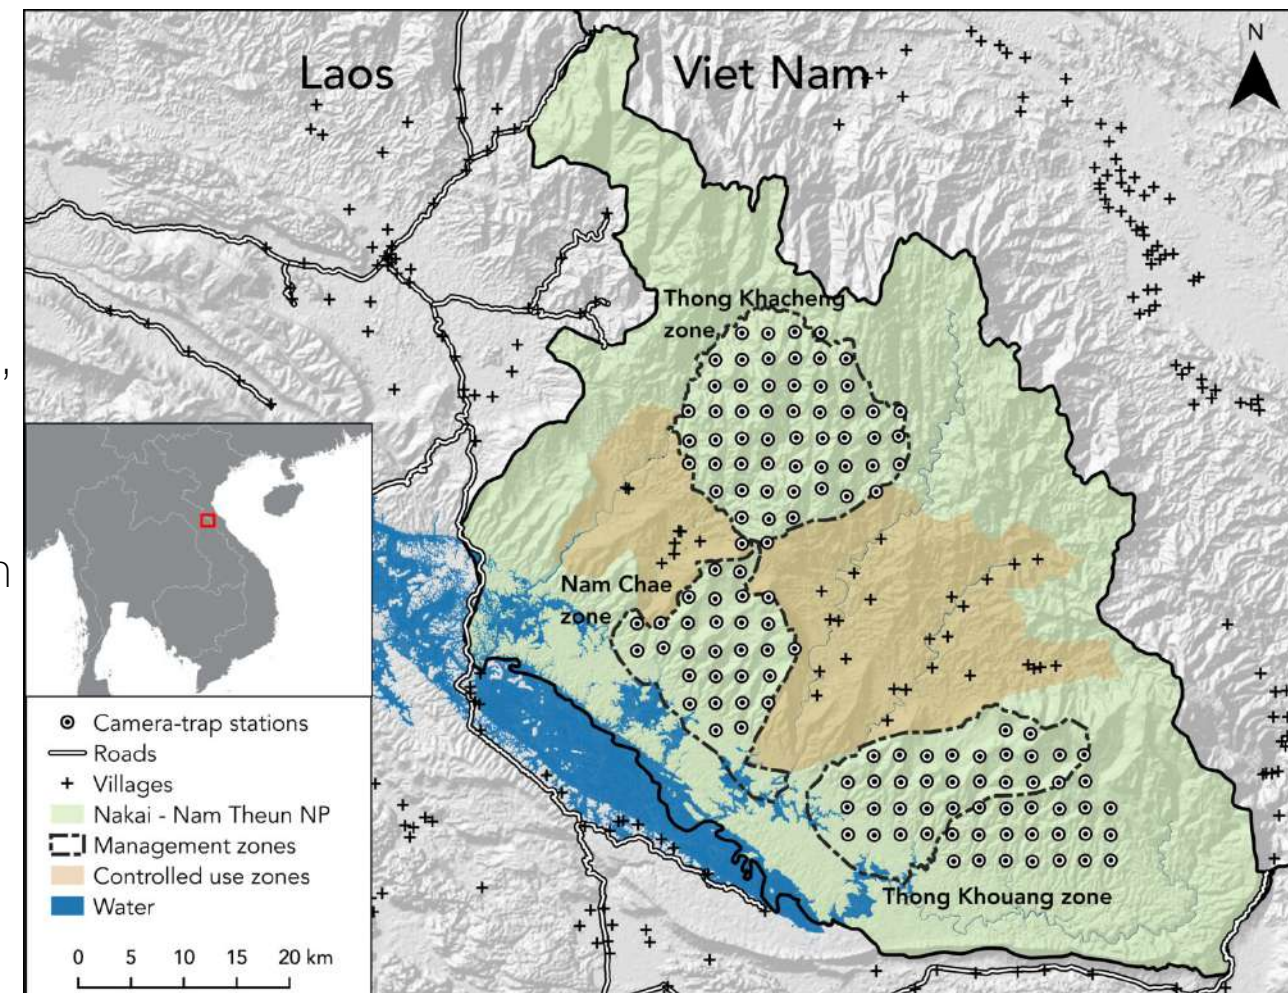 Laos
Viet Nam
N
Thong Khacheng
zone
,
n
Nam Chae
zone
Thong Khouang zone
Camera-trap stations
Roads
Villages
Nakai - Nam Theun NP
Management zones
Controlled use zones
Water
0 5 10 15 20 km